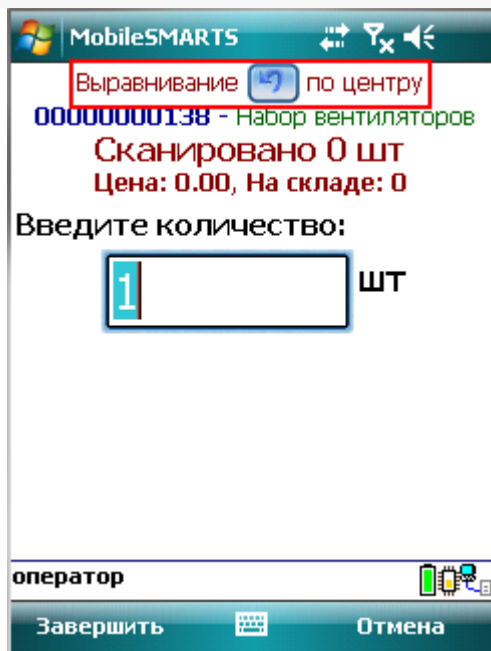 MobileSMARTS
Выравнивание по центру
00000000138 - Набор вентиляторов
Сканировано 0 шт
Цена: 0.00, На складе: 0
Введите количество:
1 шт
оператор
Завершить Отмена